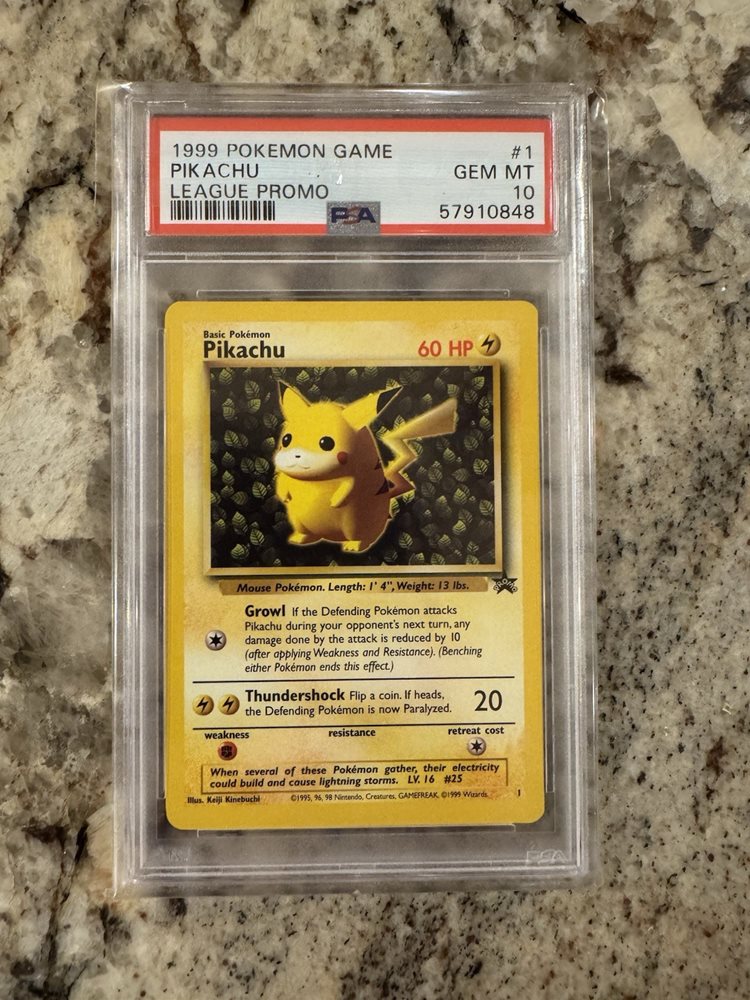 1999 POKEMON GAME #1
PIKACHU GEM MT
LEAGUE PROMO 10
PSA 57910848
Basic Pokémon
Pikachu 60 HP
Mouse Pokémon. Length: 1' 4", Weight: 13 lbs.
PROMO
Growl If the Defending Pokémon attacks
Pikachu during your opponent's next turn, any
damage done by the attack is reduced by 10
(after applying Weakness and Resistance). (Benching
either Pokémon ends this effect.)
Thundershock Flip a coin. If heads,
the Defending Pokémon is now Paralyzed. 20
weakness resistance retreat cost
When several of these Pokémon gather, their electricity
could build and cause lightning storms. LV. 16 #25
Illus. Keiji Kinebuchi ©1995, 96, 98 Nintendo, Creatures, GAMEFREAK. ©1999 Wizards. 1
PSA